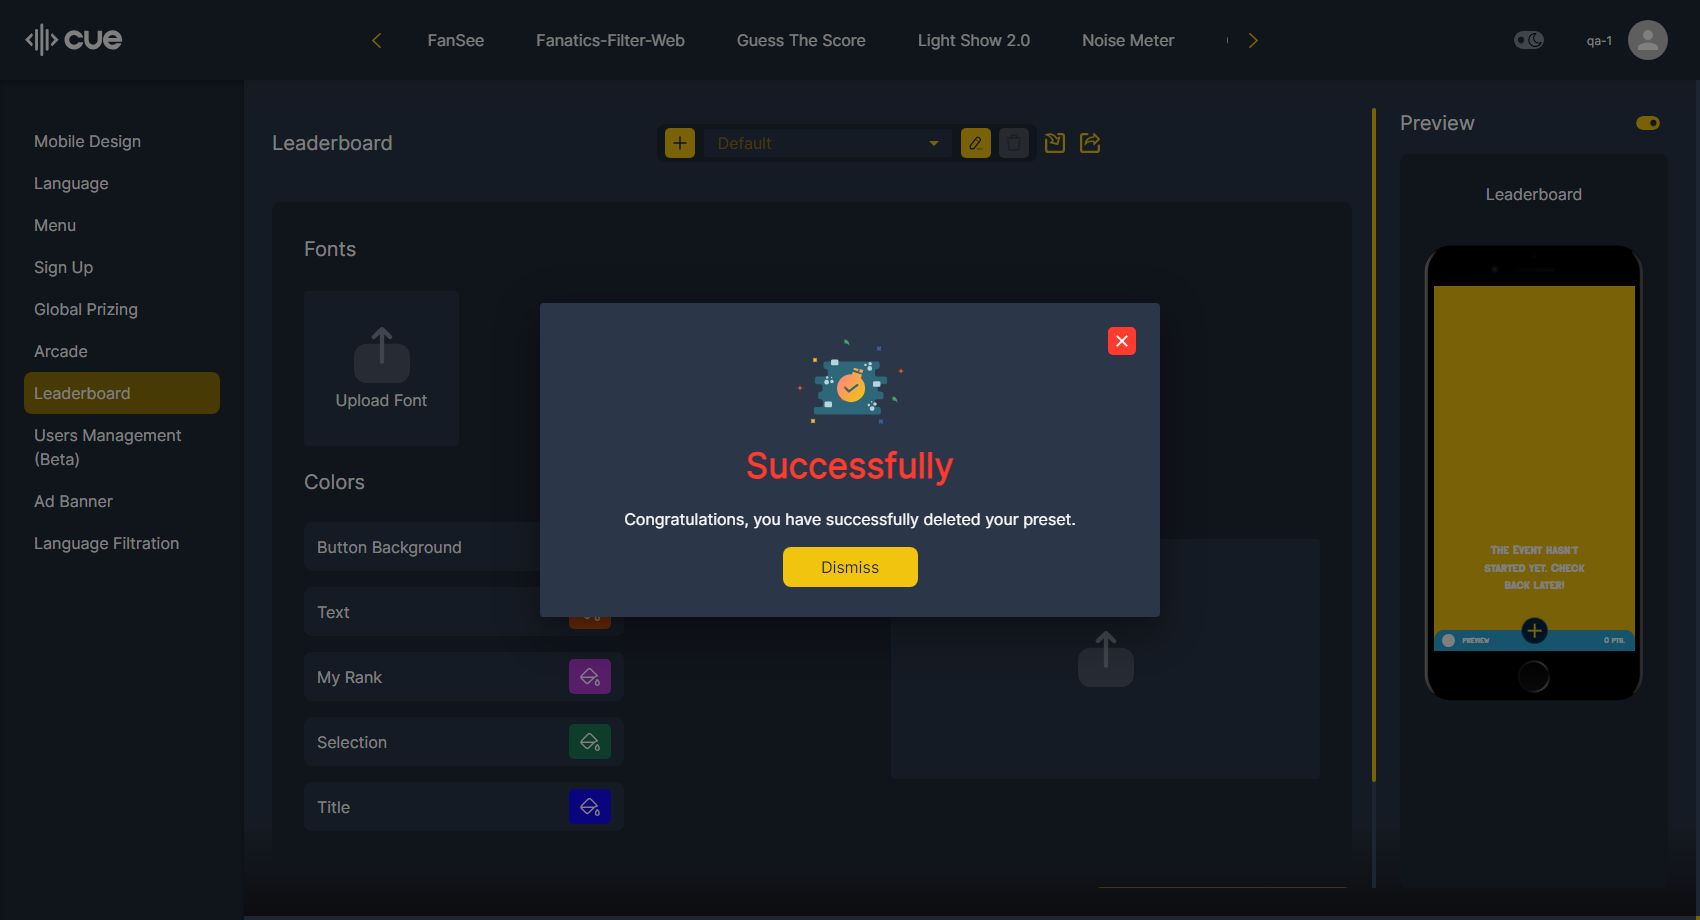 cue
FanSee
Fanatics-Filter-Web
Guess The Score
Light Show 2.0
Noise Meter
qa-1
Mobile Design
Language
Menu
Sign Up
Global Prizing
Arcade
Leaderboard
Users Management
(Beta)
Ad Banner
Language Filtration
Leaderboard
Default
Fonts
Upload Font
Colors
Button Background
Text
My Rank
Selection
Title
Successfully
Congratulations, you have successfully deleted your preset.
Dismiss
Preview
Leaderboard
The Event hasn't
started yet. Check
back later!
PREVIEW
0 PTS.